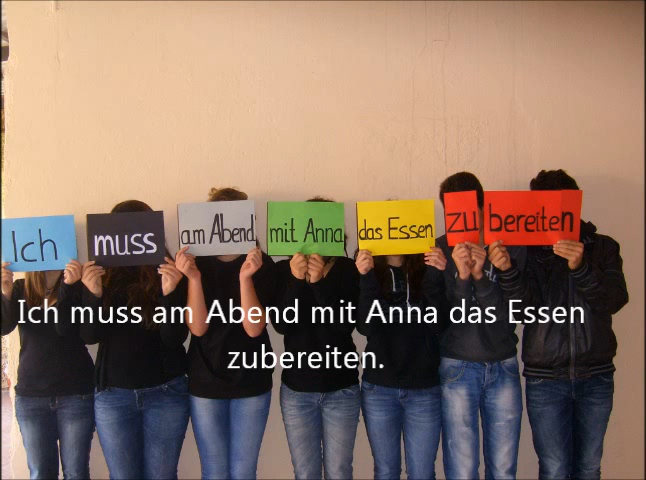 Ich muss am Abend mit Anna das Essen zu bereiten
Ich muss am Abend mit Anna das Essen
zubereiten.